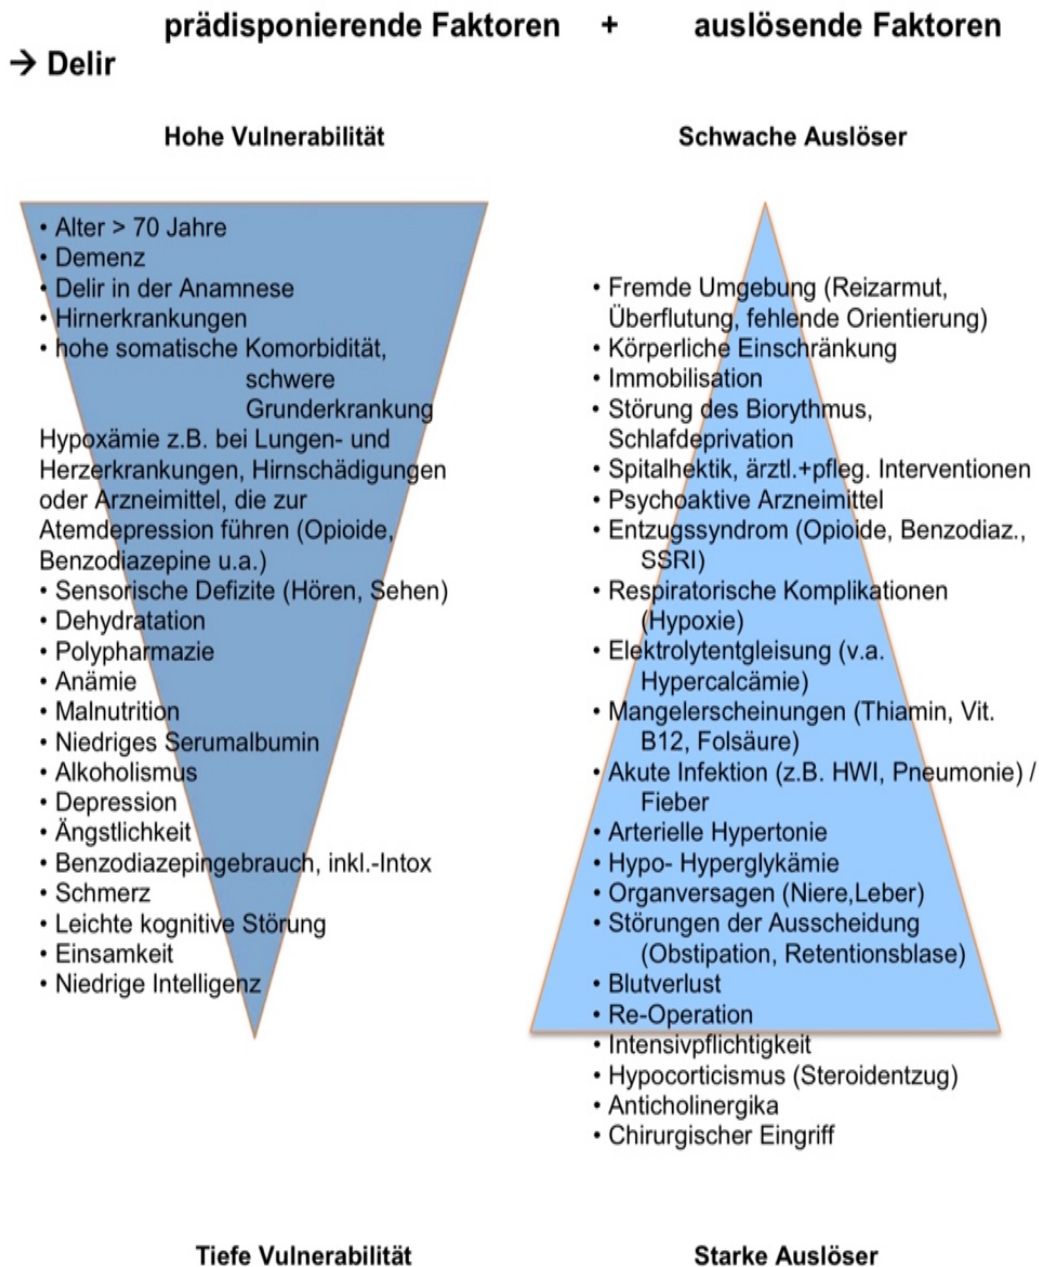 prädisponierende Faktoren + auslösende Faktoren
→ Delir
Hohe Vulnerabilität
• Alter > 70 Jahre
• Demenz
• Delir in der Anamnese
• Hirnerkrankungen
• hohe somatische Komorbidität,
schwere
Grunderkrankung
Hypoxämie z.B. bei Lungen- und
Herzerkrankungen, Hirnschädigungen
oder Arzneimittel, die zur
Atemdepression führen (Opioide,
Benzodiazepine u.a.)
• Sensorische Defizite (Hören, Sehen)
• Dehydratation
• Polypharmazie
• Anämie
• Malnutrition
• Niedriges Serumalbumin
• Alkoholismus
• Depression
• Ängstlichkeit
• Benzodiazepingebrauch, inkl.-Intox
• Schmerz
• Leichte kognitive Störung
• Einsamkeit
• Niedrige Intelligenz
Tiefe Vulnerabilität
Schwache Auslöser
• Fremde Umgebung (Reizarmut,
Überflutung, fehlende Orientierung)
• Körperliche Einschränkung
• Immobilisation
• Störung des Biorythmus,
Schlafdeprivation
• Spitalhektik, ärztl.+pfleg. Interventionen
• Psychoaktive Arzneimittel
• Entzugssyndrom (Opioide, Benzodiaz.,
SSRI)
• Respiratorische Komplikationen
(Hypoxie)
• Elektrolytentgleisung (v.a.
Hypercalcämie)
• Mangelerscheinungen (Thiamin, Vit.
B12, Folsäure)
• Akute Infektion (z.B. HWI, Pneumonie) /
Fieber
• Arterielle Hypertonie
• Hypo- Hyperglykämie
• Organversagen (Niere,Leber)
• Störungen der Ausscheidung
(Obstipation, Retentionsblase)
• Blutverlust
• Re-Operation
• Intensivpflichtigkeit
• Hypocorticismus (Steroidentzug)
• Anticholinergika
• Chirurgischer Eingriff
Starke Auslöser